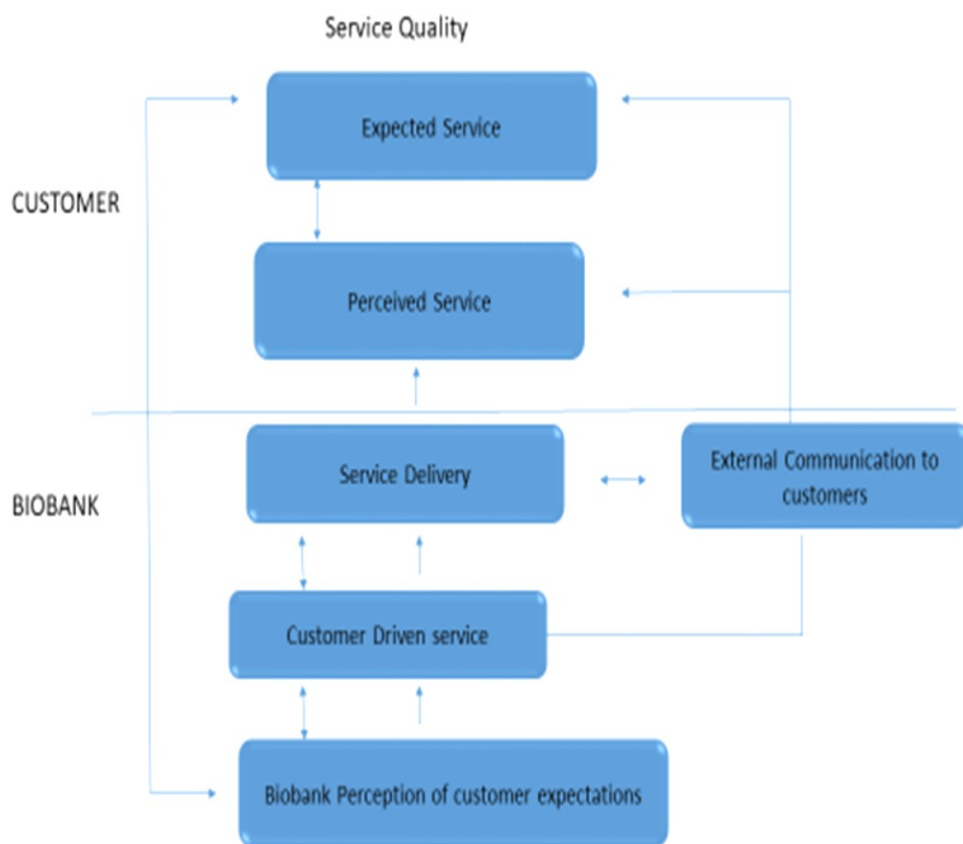 Service Quality
Expected Service
CUSTOMER
Perceived Service
Service Delivery
External Communication to
customers
BIOBANK
Customer Driven service
Biobank Perception of customer expectations